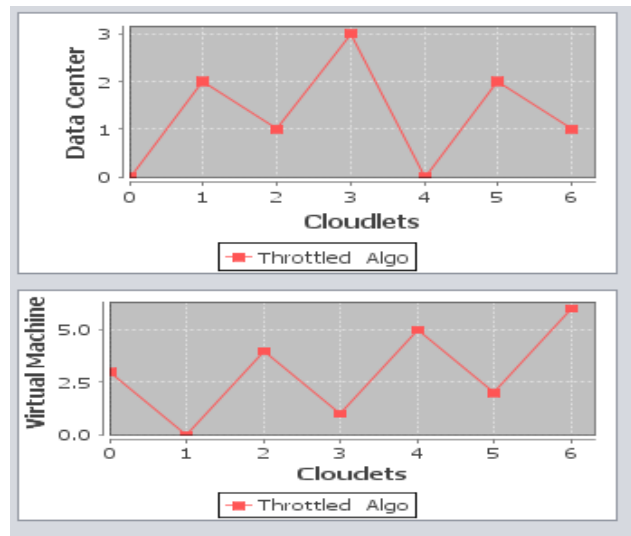 Data Center
3
2
1
0
0 1 2 3 4 5 6
Cloudlets
Throttled Algo
Virtual Machine
5.0
2.5
0.0
0 1 2 3 4 5 6
Cloudets
Throttled Algo